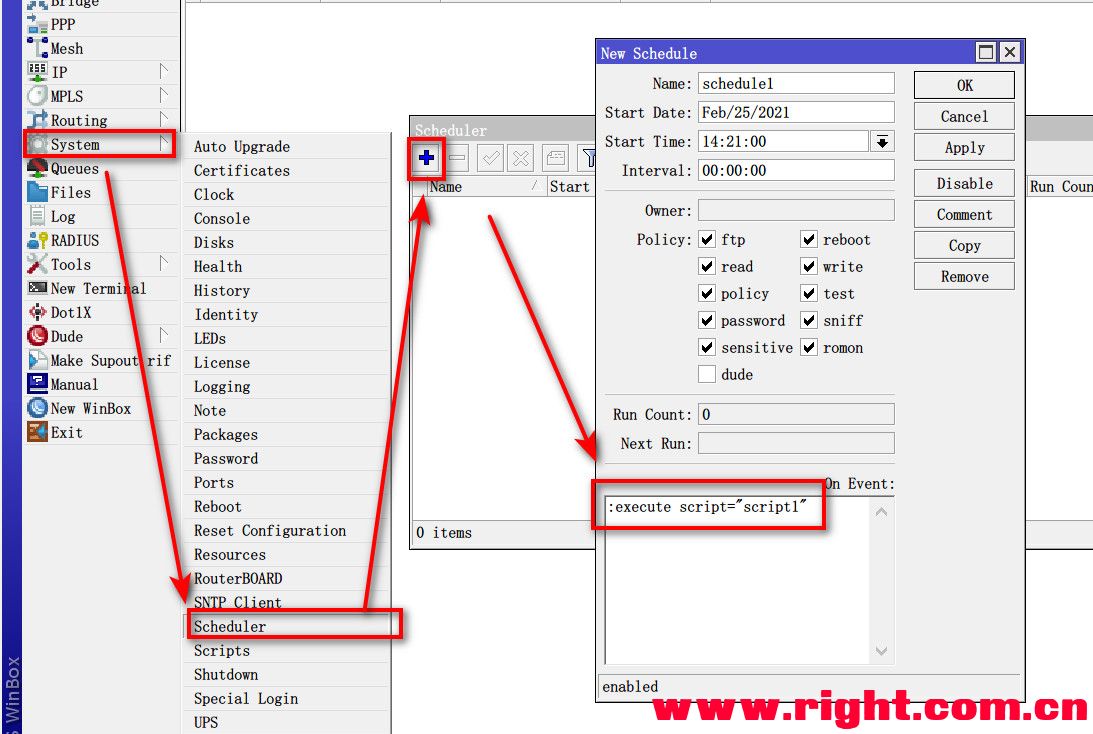 Bridge
PPP
Mesh
IP
MPLS
Routing
System
Queues
Files
Log
RADIUS
Tools
New Terminal
Dot1X
Dude
Make Supout.rif
Manual
New WinBox
Exit
WinBox
Auto Upgrade
Certificates
Clock
Console
Disks
Health
History
Identity
LEDs
License
Logging
Note
Packages
Password
Ports
Reboot
Reset Configuration
Resources
RouterBOARD
SNTP Client
Scheduler
Scripts
Shutdown
Special Login
UPS
Scheduler
Name / Start
Run Coun
0 items
New Schedule
Name: schedule1
Start Date: Feb/25/2021
Start Time: 14:21:00
Interval: 00:00:00
Owner:
Policy: ftp reboot
read write
policy test
password sniff
sensitive romon
dude
Run Count: 0
Next Run:
On Event:
:execute script="script1"
enabled
OK
Cancel
Apply
Disable
Comment
Copy
Remove
www.right.com.cn